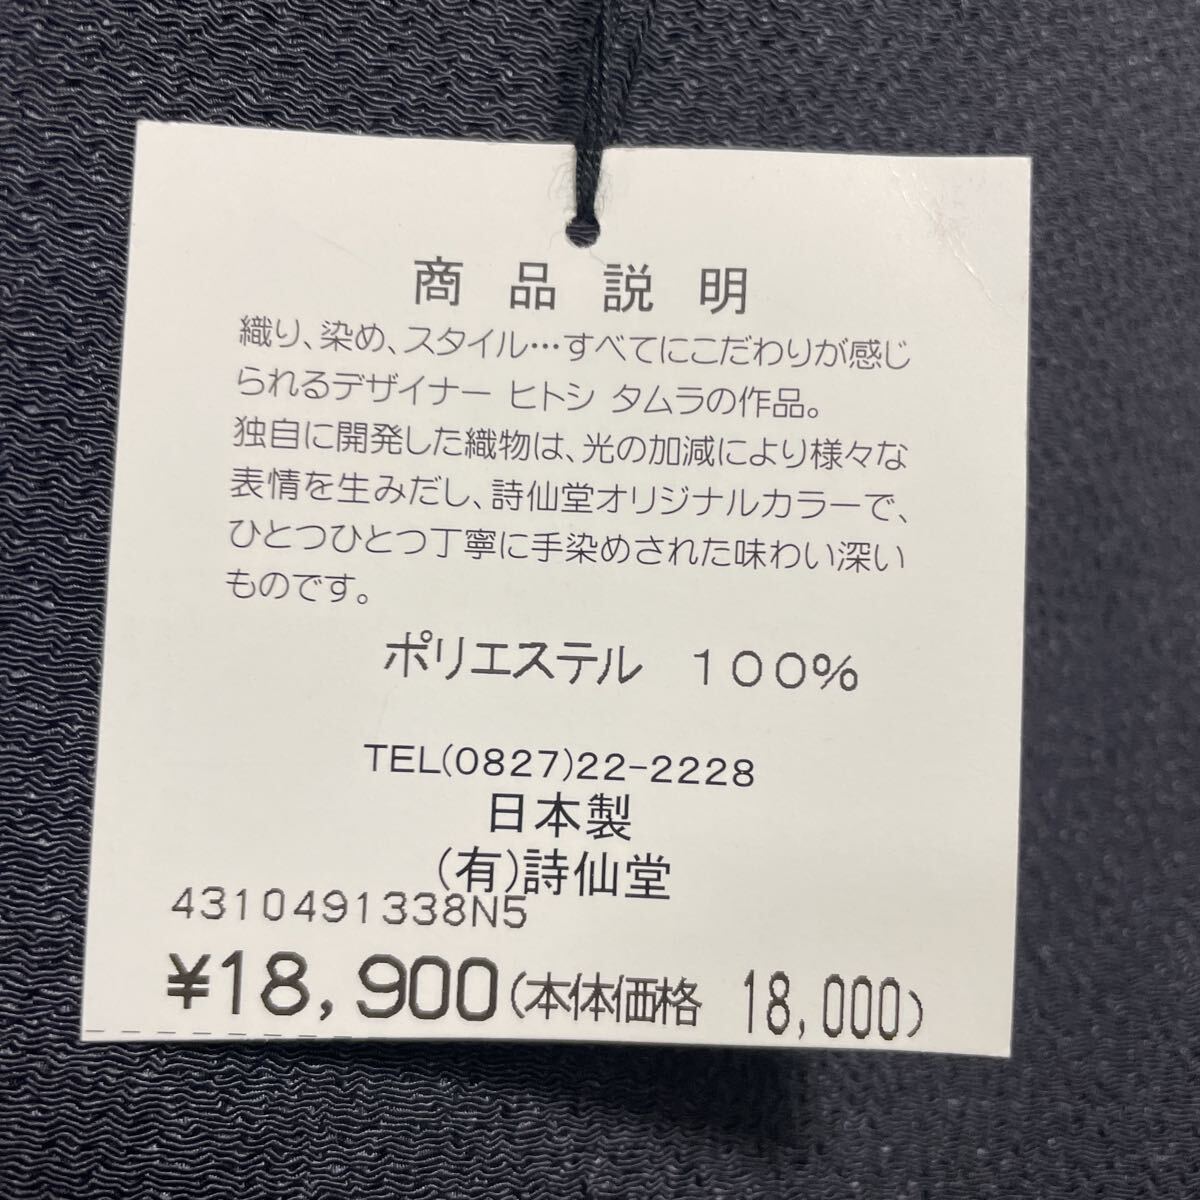 商品説明
織り、染め、スタイル…すべてにこだわりが感じ
られるデザイナー ヒトシ タムラの作品。
独自に開発した織物は、光の加減により様々な
表情を生みだし、詩仙堂オリジナルカラーで、
ひとつひとつ丁寧に手染めされた味わい深い
ものです。
ポリエステル 100%
TEL(0827)22-2228
日本製
(有)詩仙堂
4310491338N5
¥18,900(本体価格 18,000)